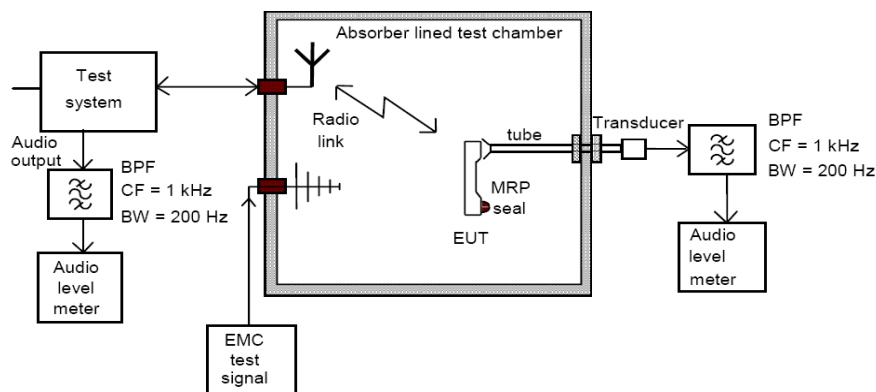 Absorber lined test chamber
Test
system
Radio
link
Audio
output
BPF
CF = 1 kHz
BW = 200 Hz
Audio
level
meter
EMC
test
signal
tube
Transducer
MRP
seal
EUT
BPF
CF = 1 kHz
BW = 200 Hz
Audio
level
meter